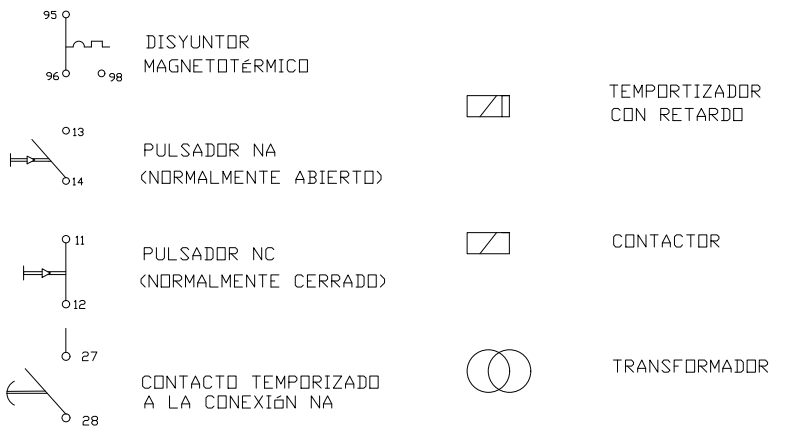 95
DISYUNTOR
MAGNETOTéRMICO
96
98
13
PULSADOR NA
14
(NORMALMENTE ABIERTO)
11
PULSADOR NC
(NORMALMENTE CERRADO)
12
27
CONTACTO TEMPORIZADO
A LA CONEXIóN NA
28
TEMPORTIZADOR
CON RETARDO
CONTACTOR
TRANSFORMADOR